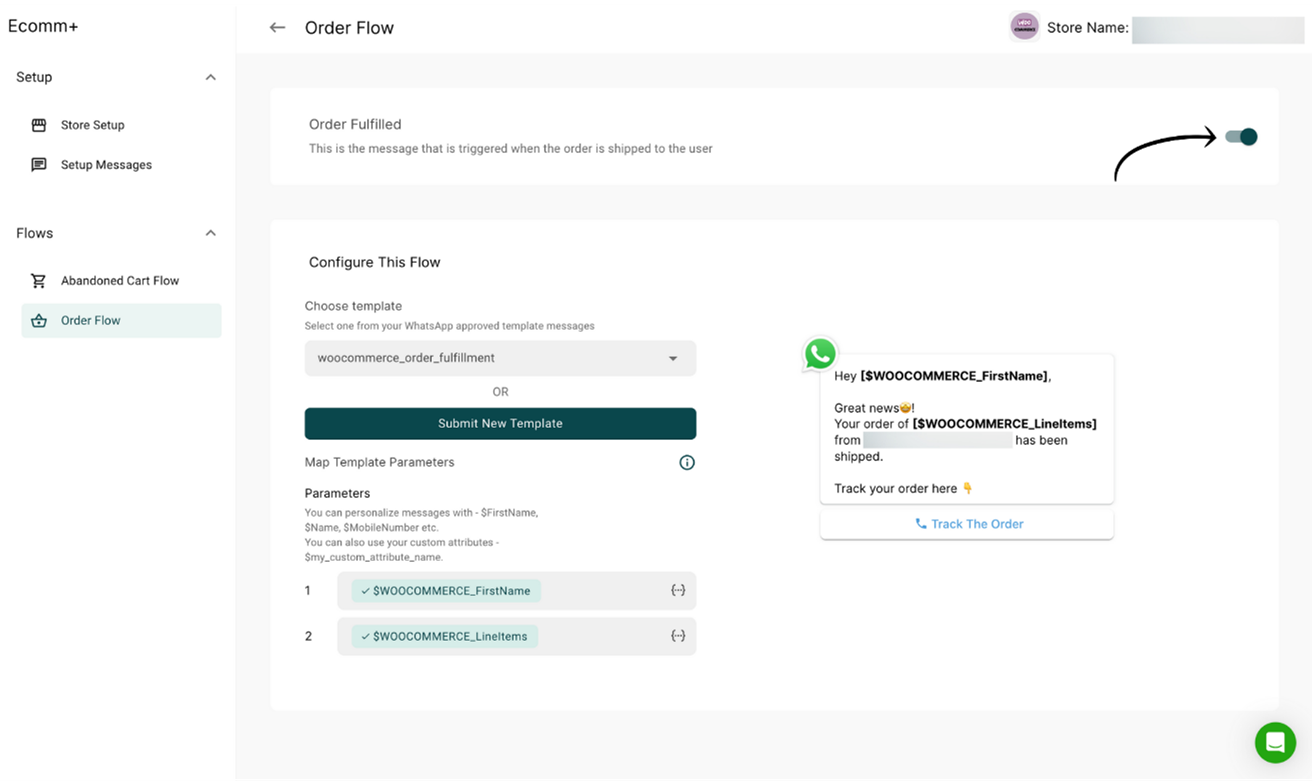 Ecomm+
Order Flow
WOO COMMERCE
Store Name:
Setup
Store Setup
Setup Messages
Flows
Abandoned Cart Flow
Order Flow
Order Fulfilled
This is the message that is triggered when the order is shipped to the user
Configure This Flow
Choose template
Select one from your WhatsApp approved template messages
woocommerce_order_fulfillment
OR
Submit New Template
Map Template Parameters
Parameters
You can personalize messages with - $FirstName,
$Name, $MobileNumber etc.
You can also use your custom attributes -
$my_custom_attribute_name.
1 ✓ $WOOCOMMERCE_FirstName {··}
2 ✓ $WOOCOMMERCE_LineItems {··}
Hey [$WOOCOMMERCE_FirstName],
Great news🤩!
Your order of [$WOOCOMMERCE_LineItems]
from has been
shipped.
Track your order here 👇
Track The Order